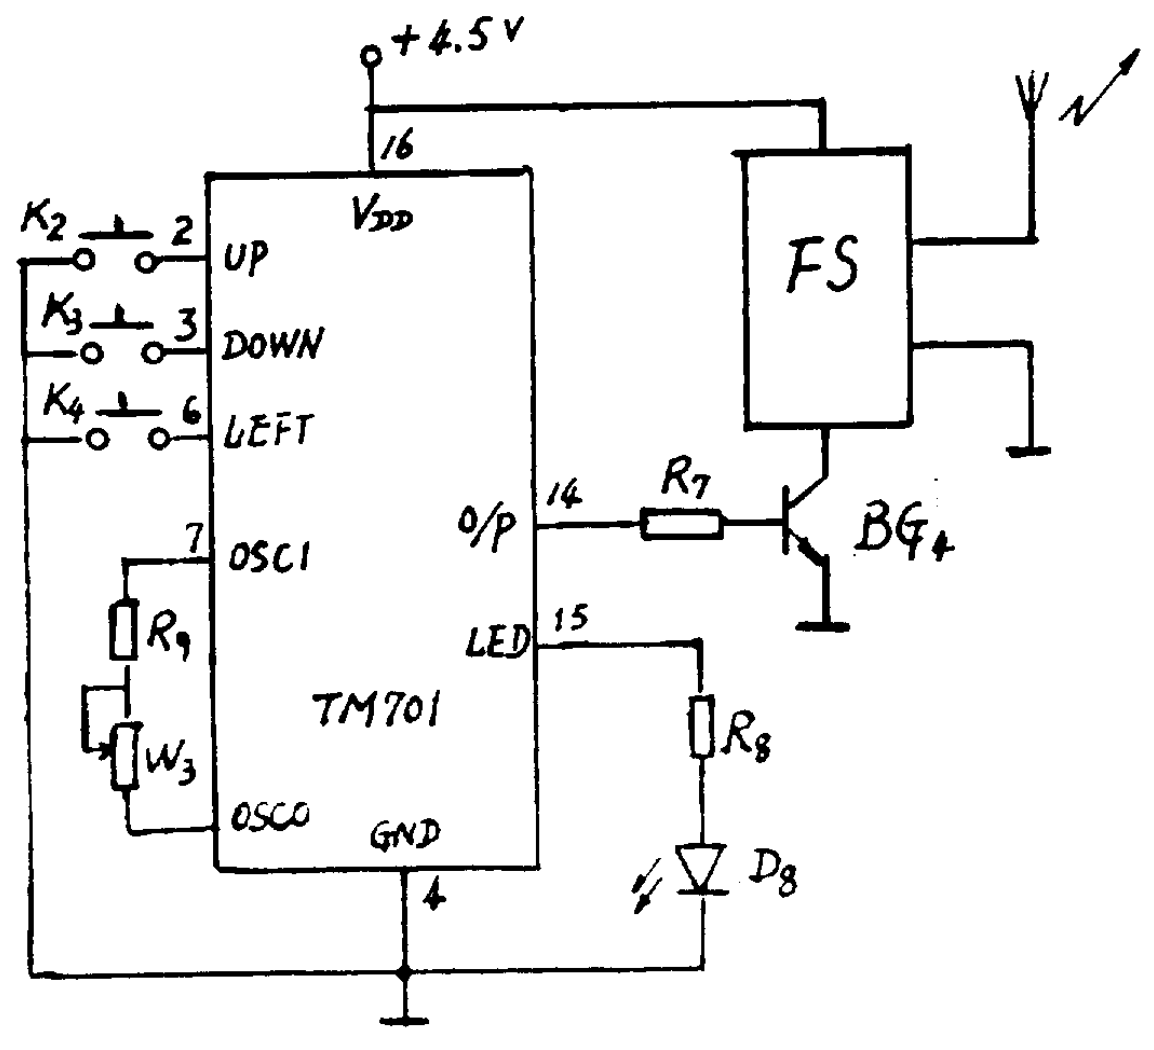 +4.5V
16
VDD
K2
2
UP
FS
K3
3
DOWN
K4
6
LEFT
14
O/P
R7
BG4
7
OSC1
15
LED
R9
TM701
R8
W3
OSCO
GND
4
D8